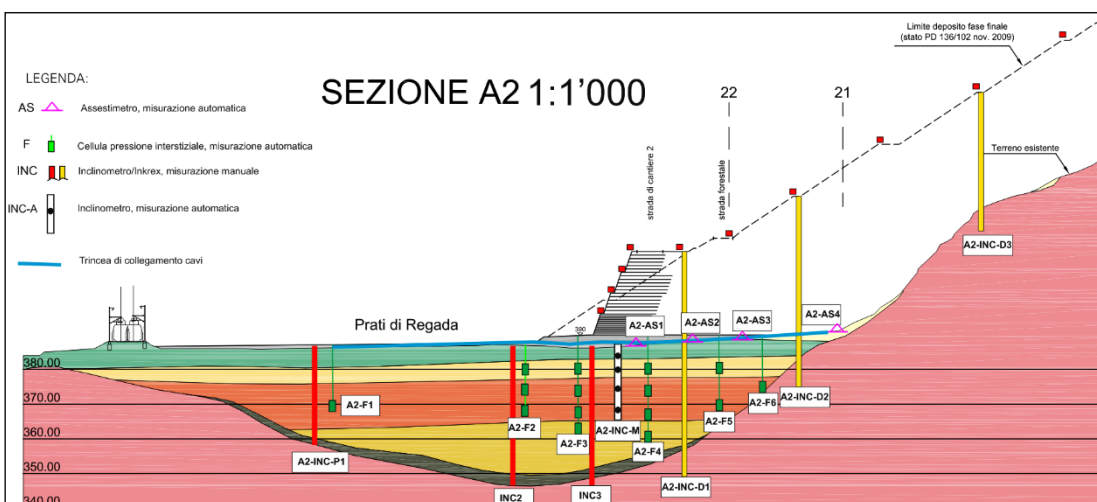 Limite deposito fase finale
(stato PD 136/102 nov. 2009)
LEGENDA:
SEZIONE A2 1:1'000
AS Assestimetro, misurazione automatica
22
21
F Cellula pressione interstiziale, misurazione automatica
INC Inclinometro/Inkrex, misurazione manuale
Terreno esistente
strada di cantiere 2
strada forestale
INC-A Inclinometro, misurazione automatica
A2-INC-D3
Trincea di collegamento cavi
Prati di Regada
390
A2-AS1
A2-AS2
A2-AS3
A2-AS4
380.00
370.00
360.00
350.00
340.00
A2-F1
A2-F2
A2-F3
A2-INC-M
A2-F4
A2-F5
A2-F6
A2-INC-D2
A2-INC-P1
A2-INC-D1
INC2
INC3